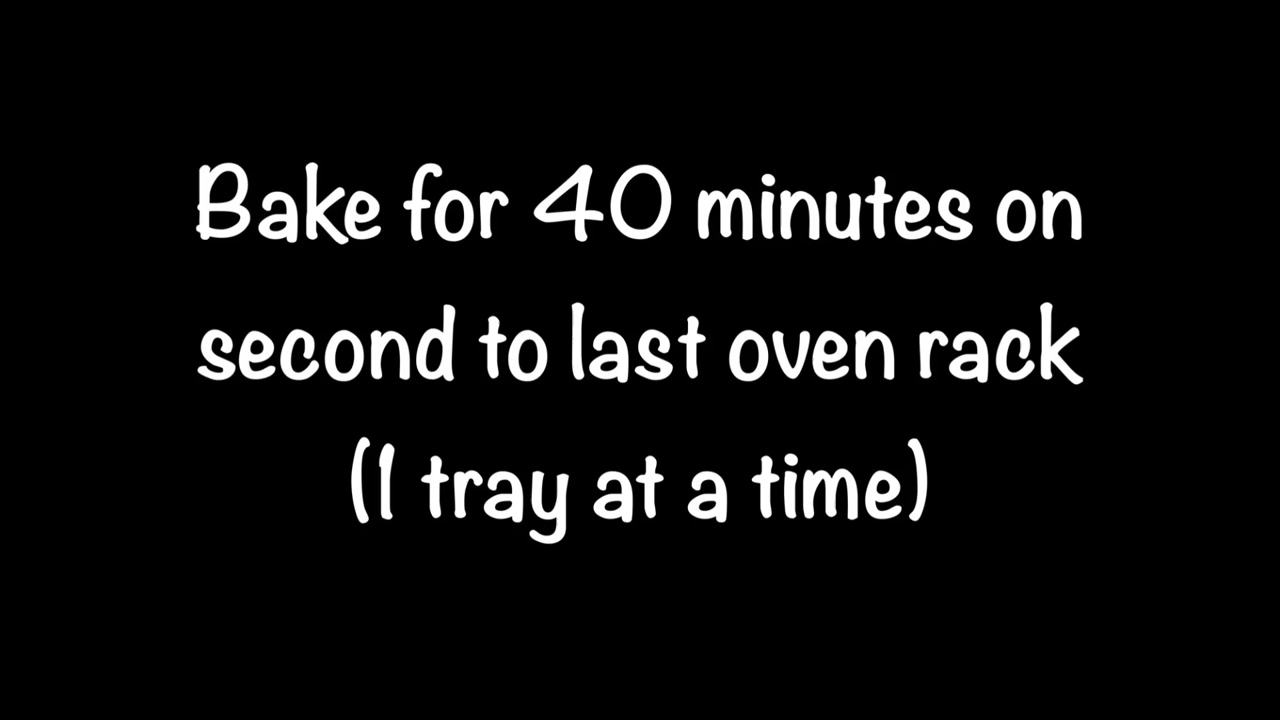 Bake for 40 minutes on
second to last oven rack
(1 tray at a time)